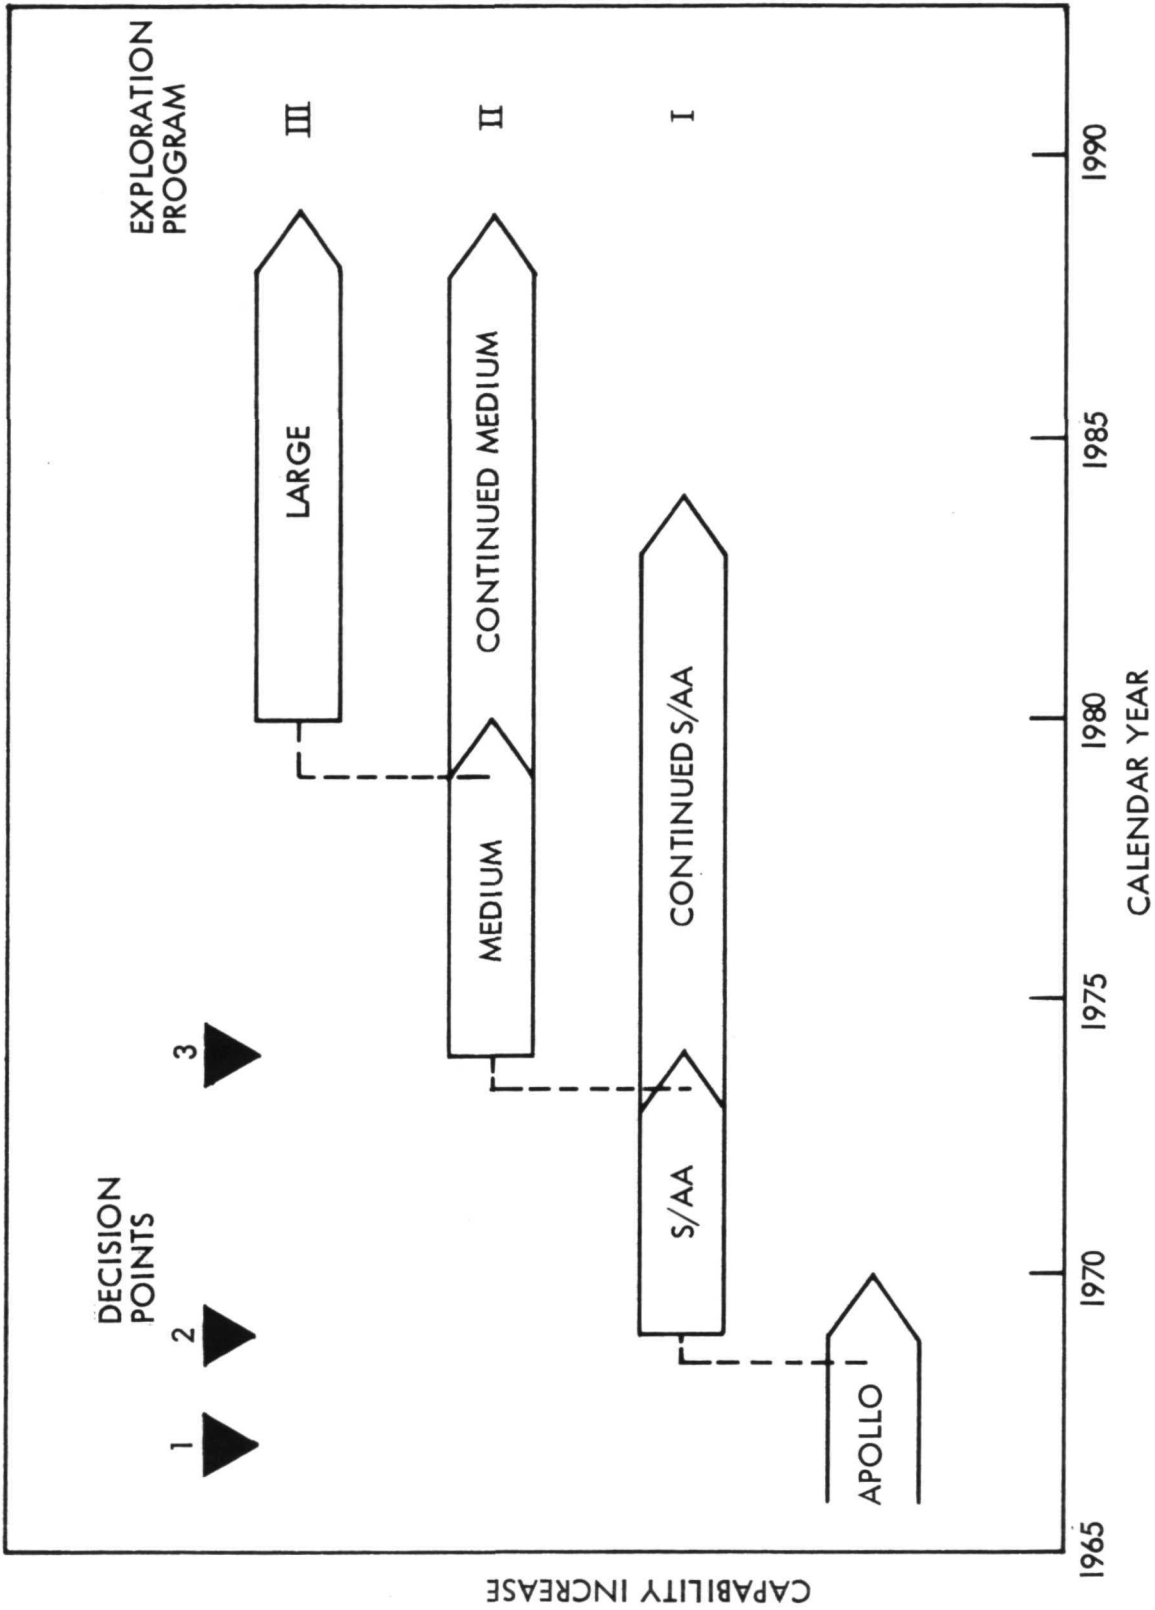 DECISION
POINTS
1
2
3
EXPLORATION
PROGRAM
LARGE
III
MEDIUM
CONTINUED MEDIUM
II
S/AA
CONTINUED S/AA
I
APOLLO
CAPABILITY INCREASE
1965
1970
1975
1980
1985
1990
CALENDAR YEAR